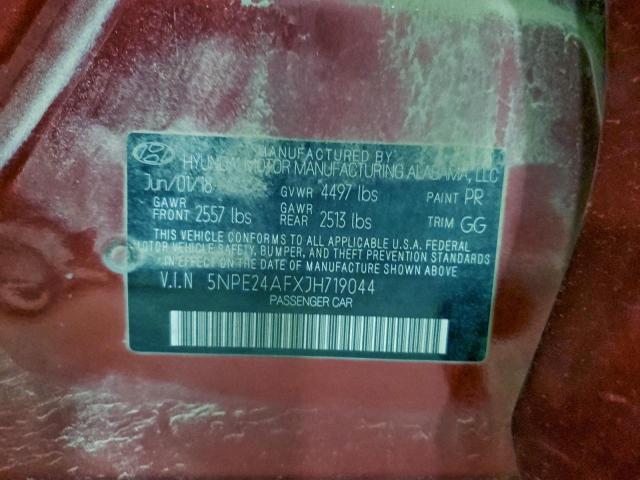 MANUFACTURED BY
HYUNDAI MOTOR MANUFACTURING ALABAMA, LLC
Jun/01/18 GVWR 4497 lbs PAINT PR
GAWR FRONT 2557 lbs GAWR REAR 2513 lbs TRIM GG
THIS VEHICLE CONFORMS TO ALL APPLICABLE U.S.A. FEDERAL
MOTOR VEHICLE SAFETY, BUMPER, AND THEFT PREVENTION STANDARDS
IN EFFECT ON THE DATE OF MANUFACTURE SHOWN ABOVE
V.I.N 5NPE24AFXJH719044
PASSENGER CAR